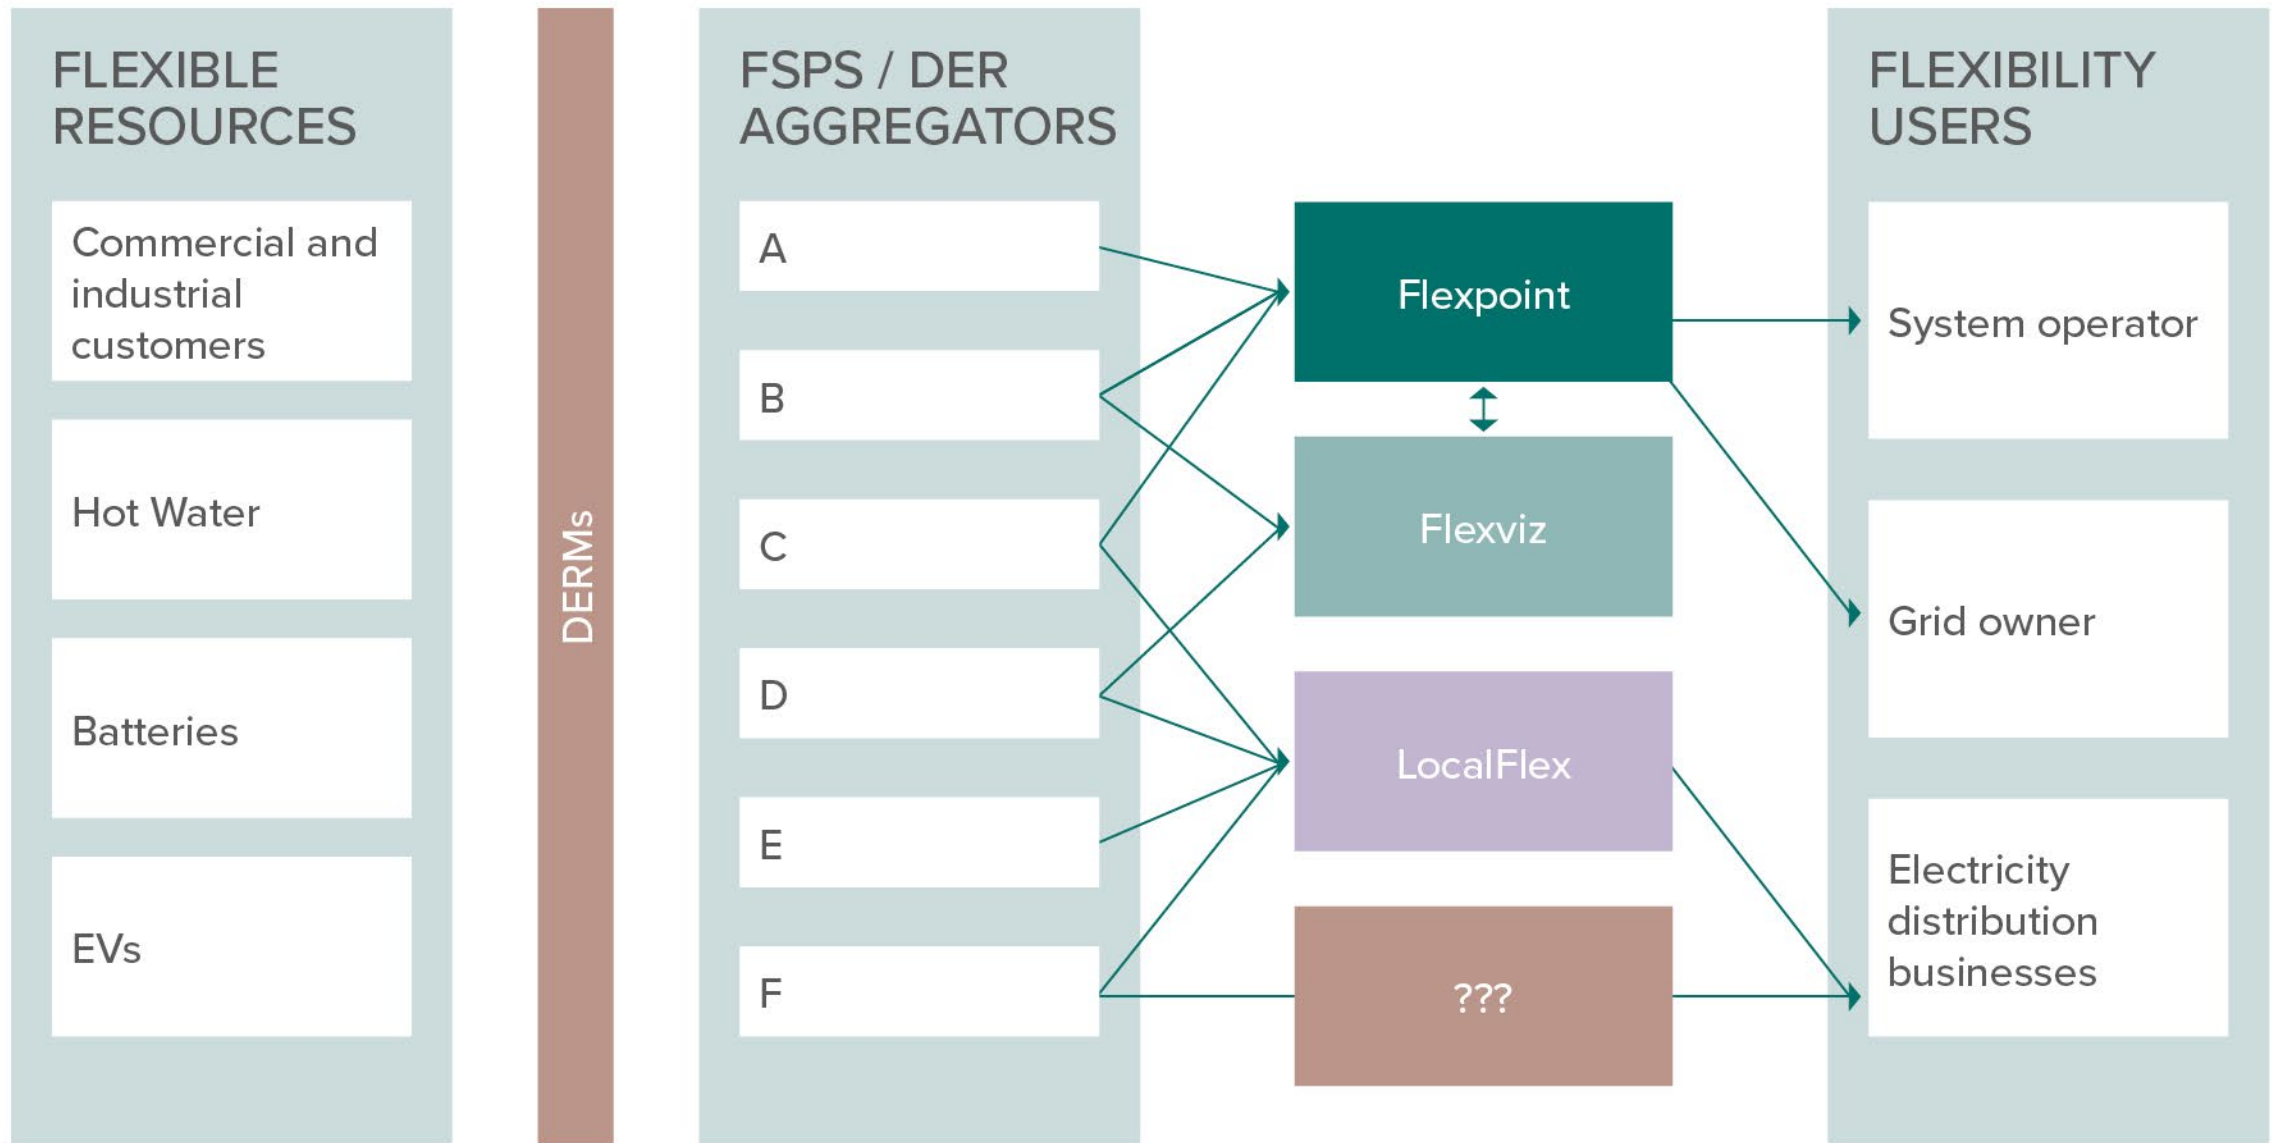 FLEXIBLE
RESOURCES
Commercial and
industrial
customers
Hot Water
Batteries
EVs
DERMs
FSPS / DER
AGGREGATORS
A
B
C
D
E
F
Flexpoint
Flexviz
LocalFlex
???
FLEXIBILITY
USERS
System operator
Grid owner
Electricity
distribution
businesses